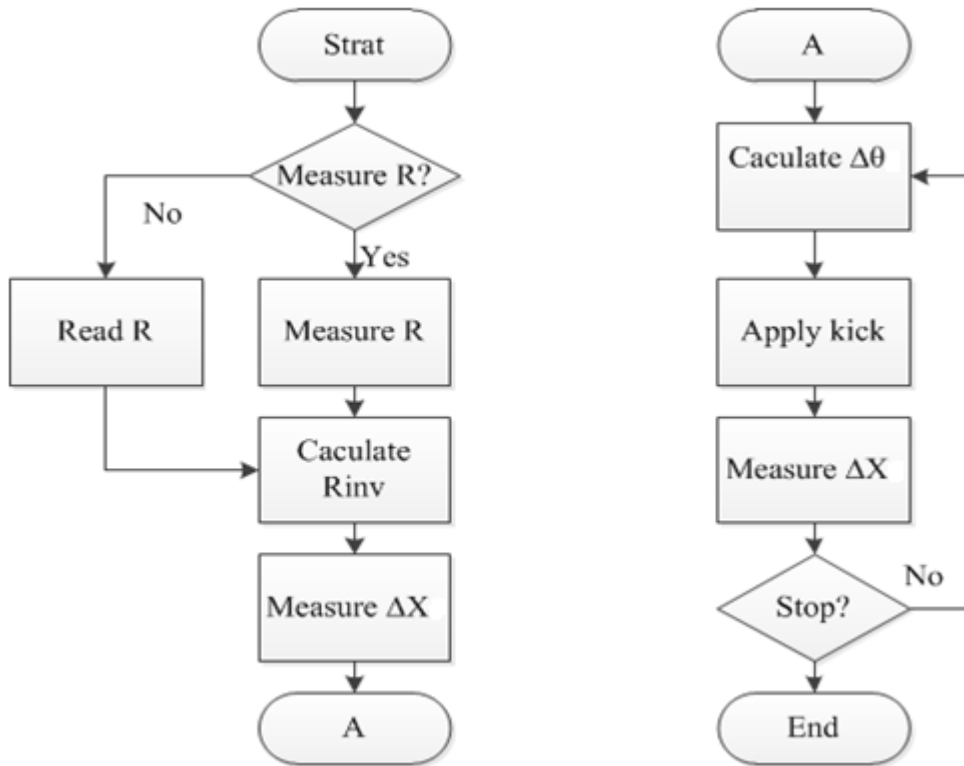 Strat
Measure R?
No
Yes
Read R
Measure R
Caculate
Rinv
Measure ΔX
A
A
Caculate Δθ
Apply kick
Measure ΔX
Stop?
No
End